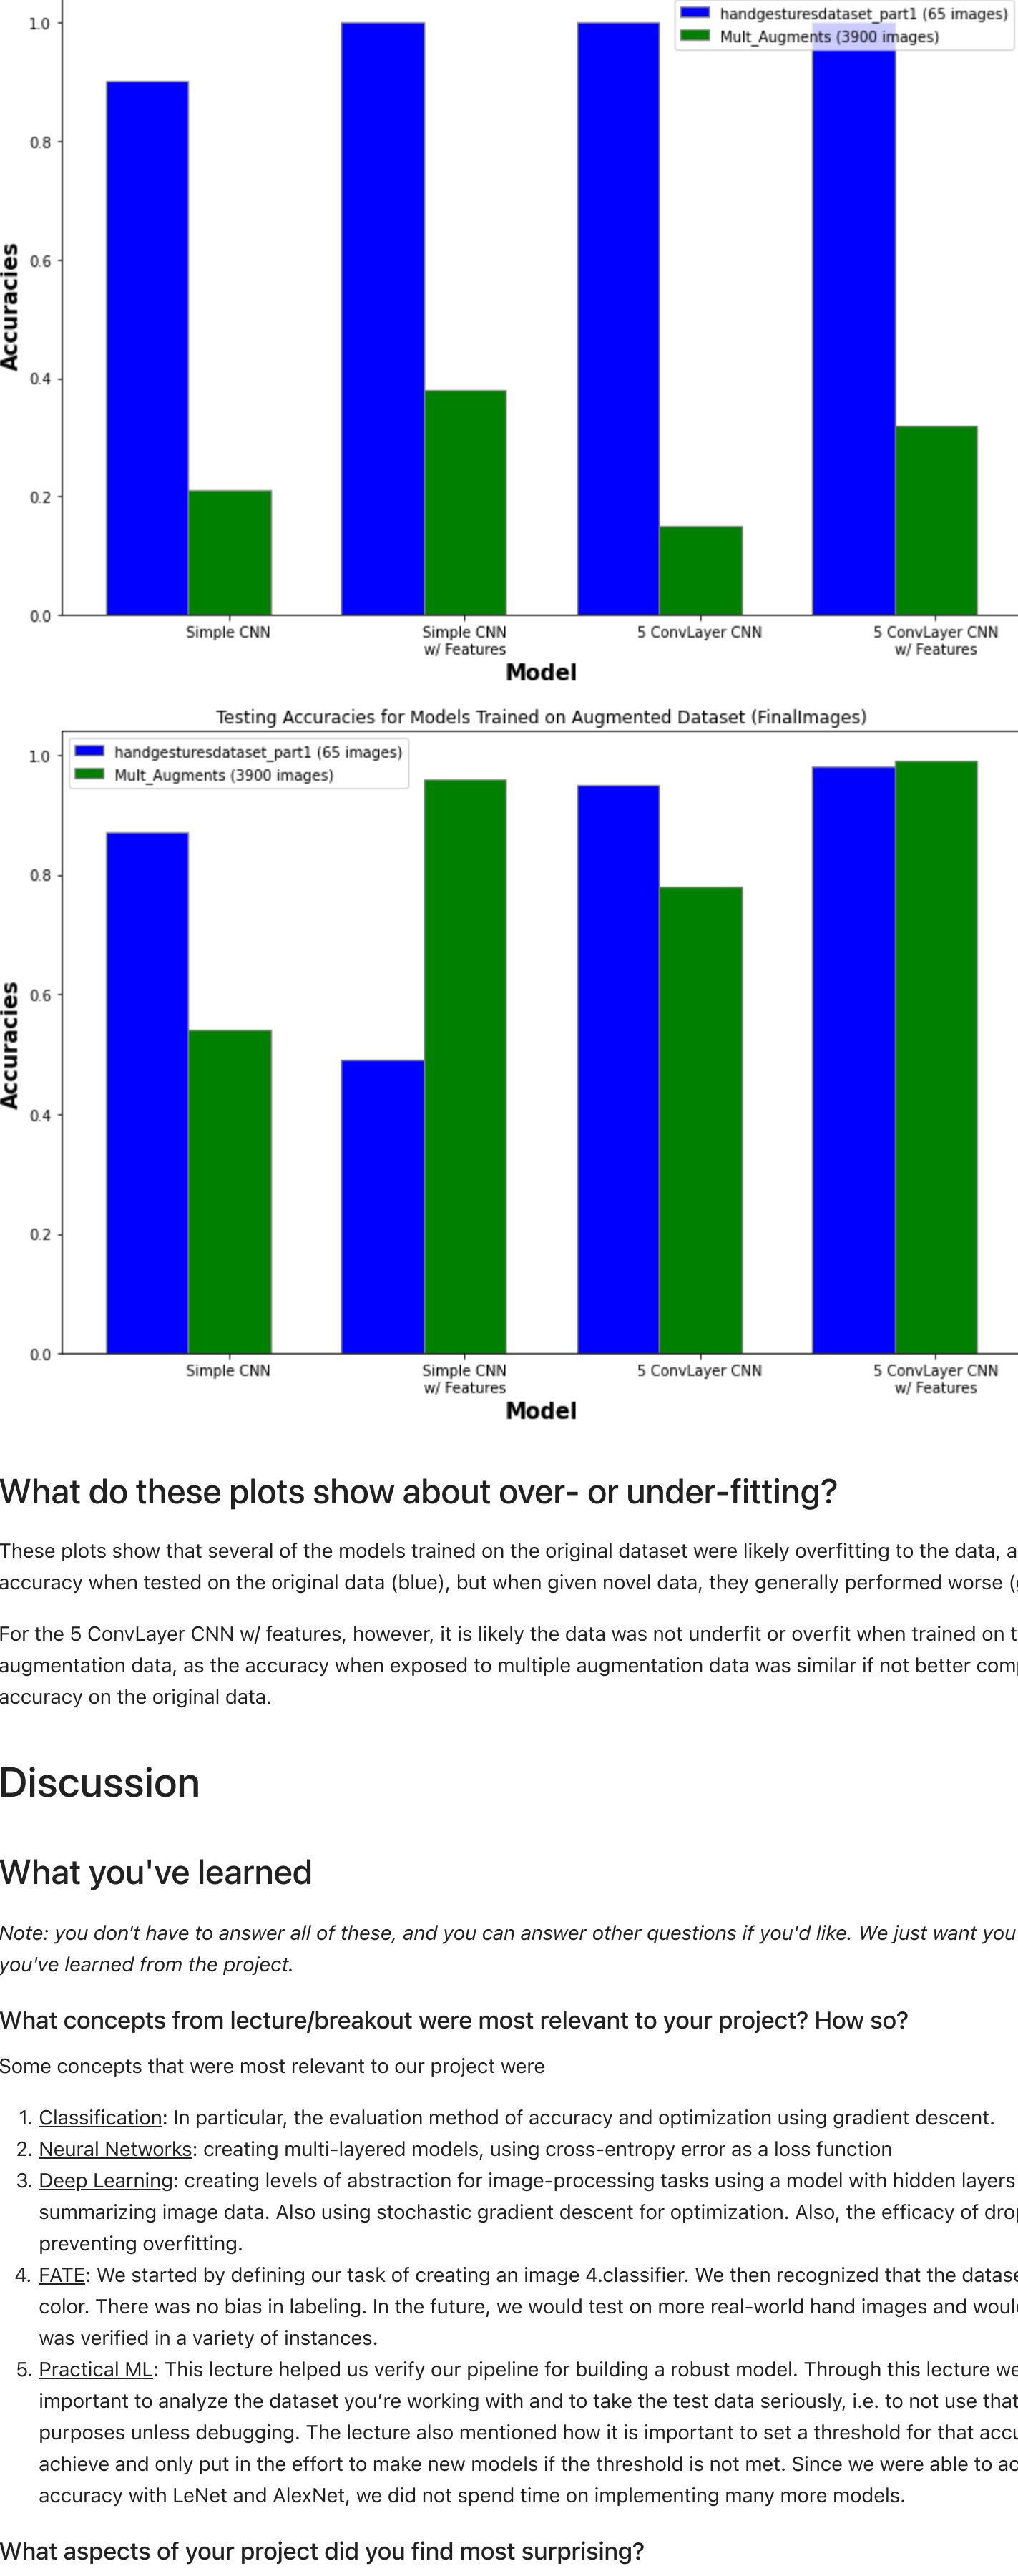 1.0
handgesturesdataset_part1 (65 images)
Mult_Augments (3900 images)
0.8
0.6
Accuracies
0.4
0.2
0.0
Simple CNN
Simple CNN
w/ Features
5 ConvLayer CNN
5 ConvLayer CNN
w/ Features
Model
Testing Accuracies for Models Trained on Augmented Dataset (FinalImages)
1.0
handgesturesdataset_part1 (65 images)
Mult_Augments (3900 images)
0.8
0.6
Accuracies
0.4
0.2
0.0
Simple CNN
Simple CNN
w/ Features
5 ConvLayer CNN
5 ConvLayer CNN
w/ Features
Model
What do these plots show about over- or under-fitting?
These plots show that several of the models trained on the original dataset were likely overfitting to the data, a
accuracy when tested on the original data (blue), but when given novel data, they generally performed worse (
For the 5 ConvLayer CNN w/ features, however, it is likely the data was not underfit or overfit when trained on t
augmentation data, as the accuracy when exposed to multiple augmentation data was similar if not better com
accuracy on the original data.
Discussion
What you've learned
Note: you don't have to answer all of these, and you can answer other questions if you'd like. We just want you
you've learned from the project.
What concepts from lecture/breakout were most relevant to your project? How so?
Some concepts that were most relevant to our project were
1. Classification: In particular, the evaluation method of accuracy and optimization using gradient descent.
2. Neural Networks: creating multi-layered models, using cross-entropy error as a loss function
3. Deep Learning: creating levels of abstraction for image-processing tasks using a model with hidden layers
summarizing image data. Also using stochastic gradient descent for optimization. Also, the efficacy of dro
preventing overfitting.
4. FATE: We started by defining our task of creating an image 4.classifier. We then recognized that the datase
color. There was no bias in labeling. In the future, we would test on more real-world hand images and woul
was verified in a variety of instances.
5. Practical ML: This lecture helped us verify our pipeline for building a robust model. Through this lecture we
important to analyze the dataset you’re working with and to take the test data seriously, i.e. to not use that
purposes unless debugging. The lecture also mentioned how it is important to set a threshold for that accu
achieve and only put in the effort to make new models if the threshold is not met. Since we were able to ac
accuracy with LeNet and AlexNet, we did not spend time on implementing many more models.
What aspects of your project did you find most surprising?